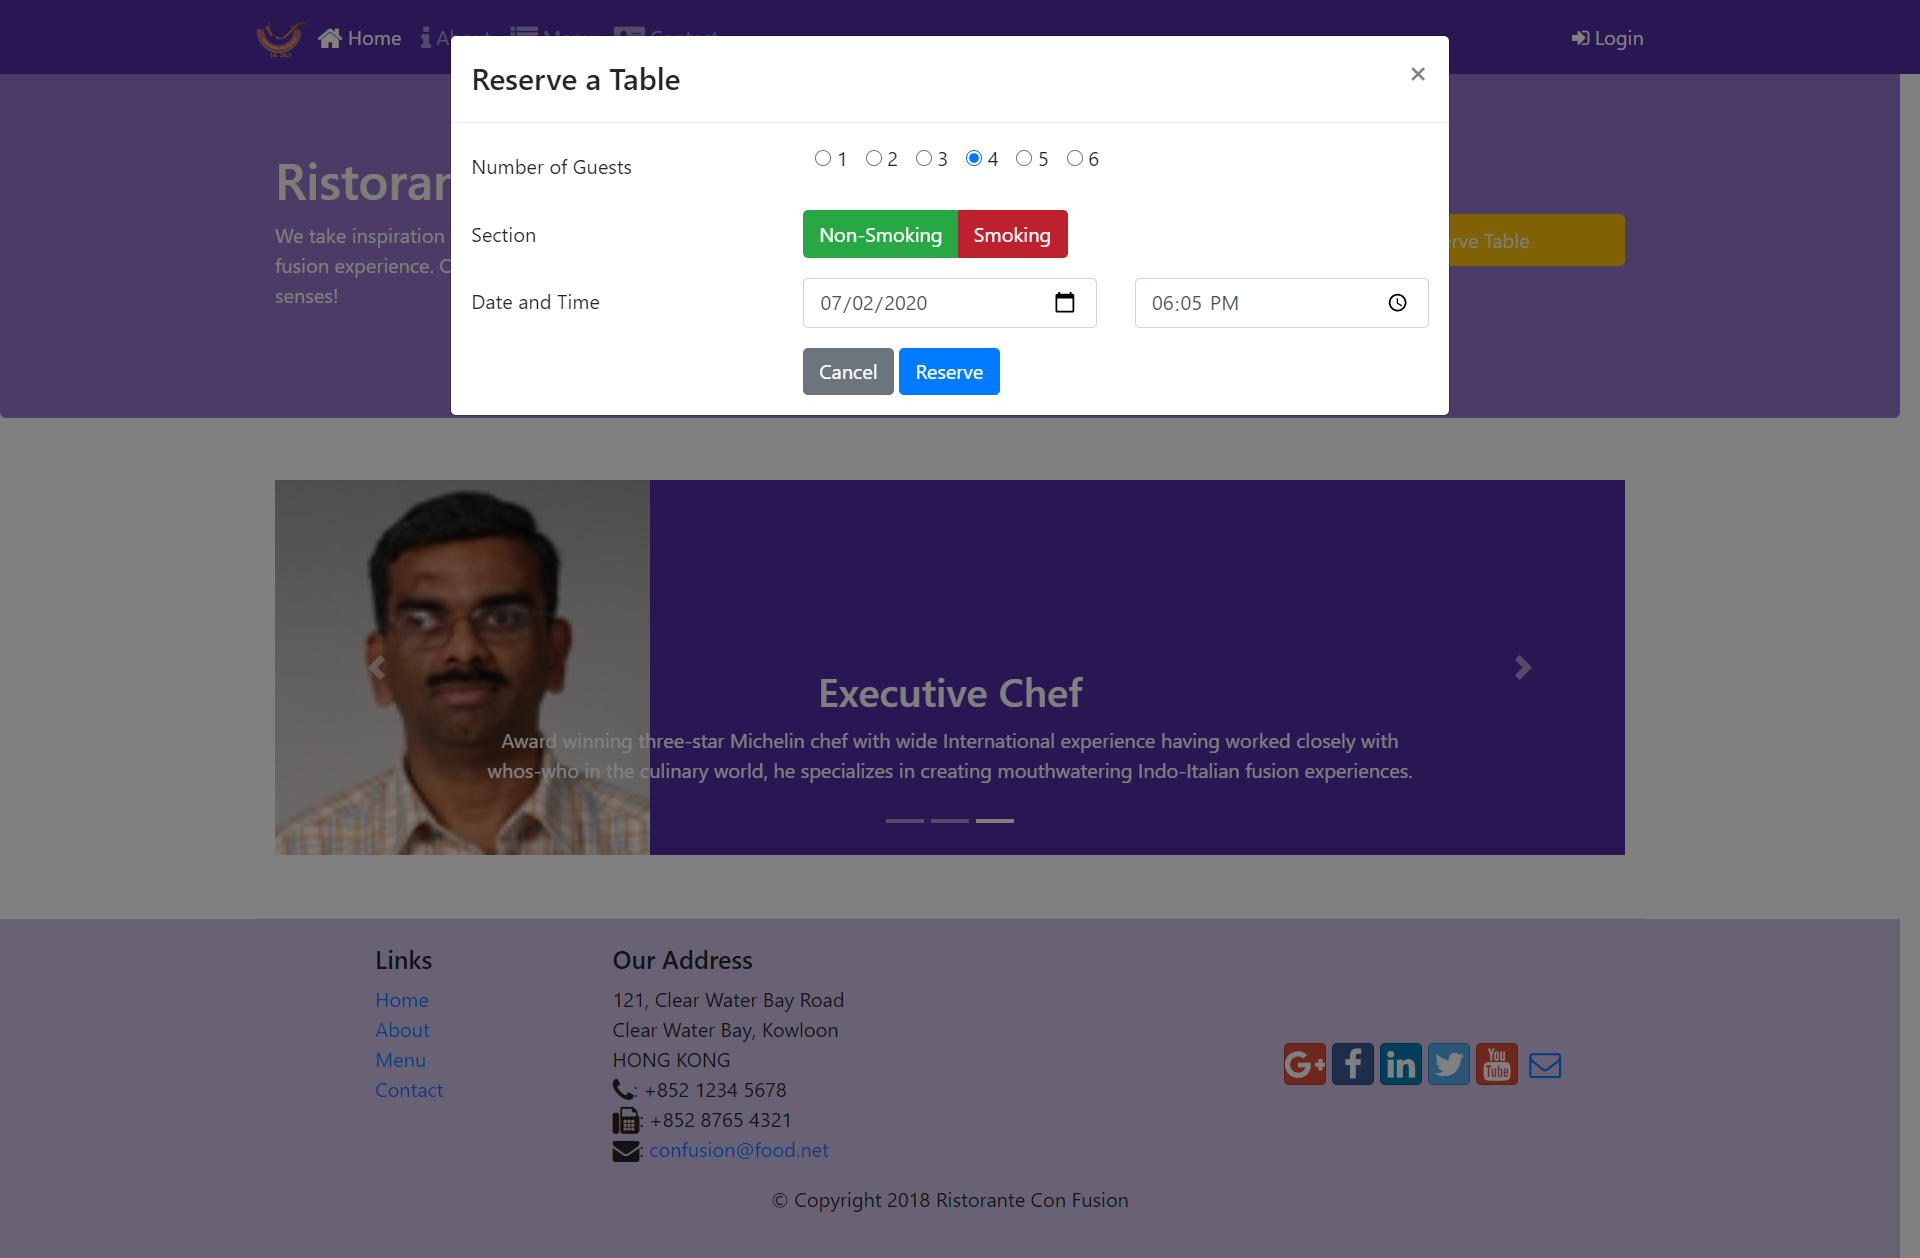 Home
Login
Reserve a Table
×
Number of Guests
1 2 3 4 5 6
Section
Non-Smoking Smoking
Date and Time
07/02/2020
06:05 PM
Cancel Reserve
Ristoran
We take inspiration
fusion experience. C
senses!
rve Table
Executive Chef
Award winning three-star Michelin chef with wide International experience having worked closely with
whos-who in the culinary world, he specializes in creating mouthwatering Indo-Italian fusion experiences.
Links
Home
About
Menu
Contact
Our Address
121, Clear Water Bay Road
Clear Water Bay, Kowloon
HONG KONG
: +852 1234 5678
: +852 8765 4321
: confusion@food.net
G+ f in You Tube
© Copyright 2018 Ristorante Con Fusion